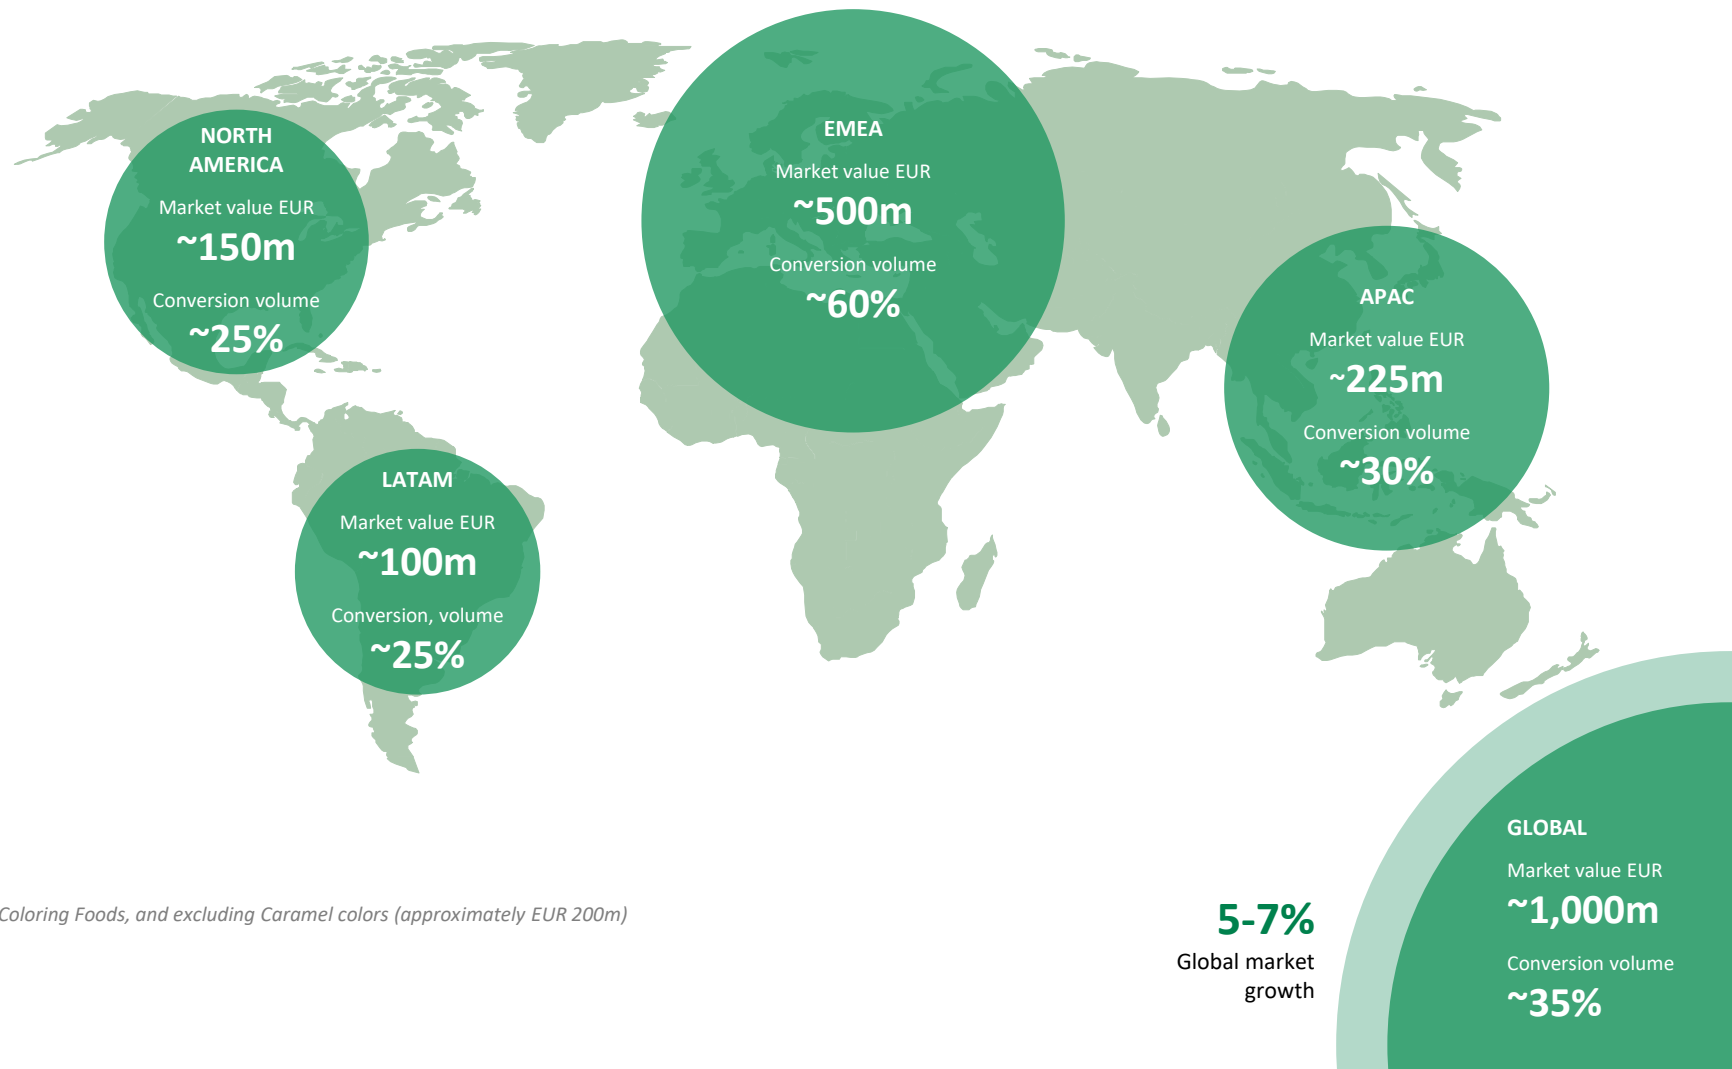 NORTH
AMERICA
Market value EUR
~150m
Conversion volume
~25%
EMEA
Market value EUR
~500m
Conversion volume
~60%
APAC
Market value EUR
~225m
Conversion volume
~30%
LATAM
Market value EUR
~100m
Conversion, volume
~25%
GLOBAL
Market value EUR
~1,000m
Conversion volume
~35%
5-7%
Global market
growth
Coloring Foods, and excluding Caramel colors (approximately EUR 200m)